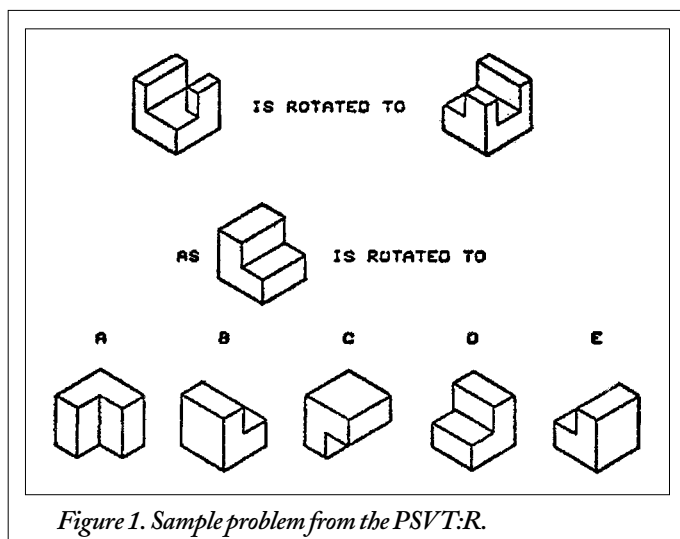 IS ROTATED TO
AS IS ROTATED TO
A B C D E
Figure 1. Sample problem from the PSVT:R.